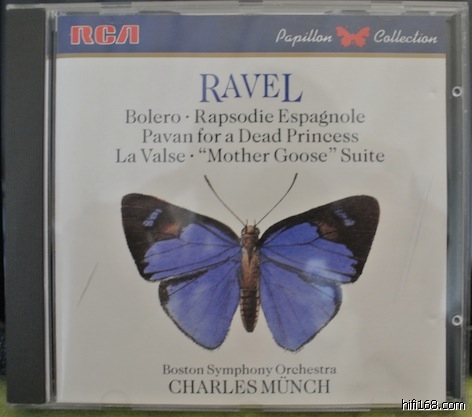 RCA
Papillon Collection
RAVEL
Bolero · Rapsodie Espagnole
Pavan for a Dead Princess
La Valse · “Mother Goose” Suite
Boston Symphony Orchestra
CHARLES MÜNCH
hifi168.com